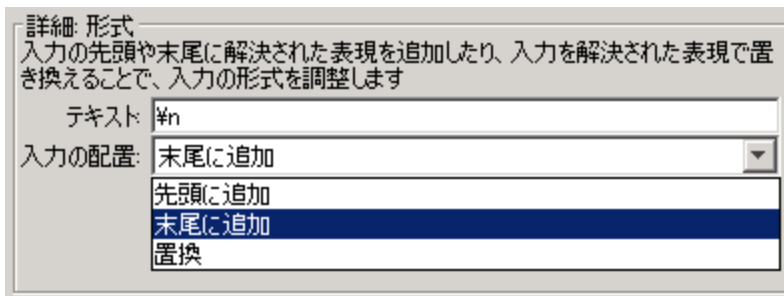 詳細: 形式
入力の先頭や末尾に解決された表現を追加したり、入力を解決された表現で置
き換えることで、入力の形式を調整します
テキスト: ¥n
入力の配置: 末尾に追加
先頭に追加
末尾に追加
置換